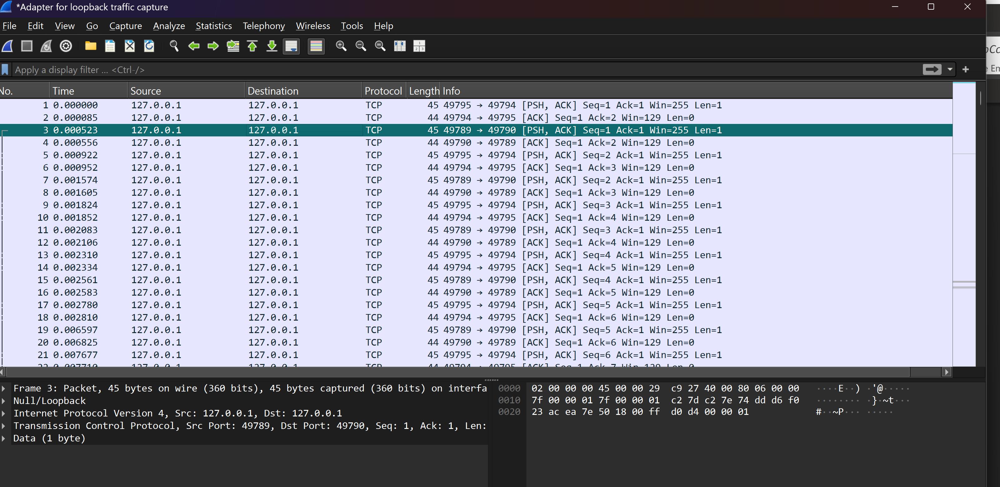 *Adapter for loopback traffic capture
File Edit View Go Capture Analyze Statistics Telephony Wireless Tools Help
Apply a display filter ... <Ctrl-/>
No. Time Source Destination Protocol Length Info
1 0.000000 127.0.0.1 127.0.0.1 TCP 45 49795 → 49794 [PSH, ACK] Seq=1 Ack=1 Win=255 Len=1
2 0.000085 127.0.0.1 127.0.0.1 TCP 44 49794 → 49795 [ACK] Seq=1 Ack=2 Win=129 Len=0
3 0.000523 127.0.0.1 127.0.0.1 TCP 45 49789 → 49790 [PSH, ACK] Seq=1 Ack=1 Win=255 Len=1
4 0.000556 127.0.0.1 127.0.0.1 TCP 44 49790 → 49789 [ACK] Seq=1 Ack=2 Win=129 Len=0
5 0.000922 127.0.0.1 127.0.0.1 TCP 45 49795 → 49794 [PSH, ACK] Seq=2 Ack=1 Win=255 Len=1
6 0.000952 127.0.0.1 127.0.0.1 TCP 44 49794 → 49795 [ACK] Seq=1 Ack=3 Win=129 Len=0
7 0.001574 127.0.0.1 127.0.0.1 TCP 45 49789 → 49790 [PSH, ACK] Seq=2 Ack=1 Win=255 Len=1
8 0.001605 127.0.0.1 127.0.0.1 TCP 44 49790 → 49789 [ACK] Seq=1 Ack=3 Win=129 Len=0
9 0.001824 127.0.0.1 127.0.0.1 TCP 45 49795 → 49794 [PSH, ACK] Seq=3 Ack=1 Win=255 Len=1
10 0.001852 127.0.0.1 127.0.0.1 TCP 44 49794 → 49795 [ACK] Seq=1 Ack=4 Win=129 Len=0
11 0.002083 127.0.0.1 127.0.0.1 TCP 45 49789 → 49790 [PSH, ACK] Seq=3 Ack=1 Win=255 Len=1
12 0.002106 127.0.0.1 127.0.0.1 TCP 44 49790 → 49789 [ACK] Seq=1 Ack=4 Win=129 Len=0
13 0.002310 127.0.0.1 127.0.0.1 TCP 45 49795 → 49794 [PSH, ACK] Seq=4 Ack=1 Win=255 Len=1
14 0.002334 127.0.0.1 127.0.0.1 TCP 44 49794 → 49795 [ACK] Seq=1 Ack=5 Win=129 Len=0
15 0.002561 127.0.0.1 127.0.0.1 TCP 45 49789 → 49790 [PSH, ACK] Seq=4 Ack=1 Win=255 Len=1
16 0.002583 127.0.0.1 127.0.0.1 TCP 44 49790 → 49789 [ACK] Seq=1 Ack=5 Win=129 Len=0
17 0.002780 127.0.0.1 127.0.0.1 TCP 45 49795 → 49794 [PSH, ACK] Seq=5 Ack=1 Win=255 Len=1
18 0.002810 127.0.0.1 127.0.0.1 TCP 44 49794 → 49795 [ACK] Seq=1 Ack=6 Win=129 Len=0
19 0.006597 127.0.0.1 127.0.0.1 TCP 45 49789 → 49790 [PSH, ACK] Seq=5 Ack=1 Win=255 Len=1
20 0.006825 127.0.0.1 127.0.0.1 TCP 44 49790 → 49789 [ACK] Seq=1 Ack=6 Win=129 Len=0
21 0.007677 127.0.0.1 127.0.0.1 TCP 45 49795 → 49794 [PSH, ACK] Seq=6 Ack=1 Win=255 Len=1
22 0.007710 127.0.0.1 127.0.0.1 TCP 44 49794 → 49795 [ACK] Seq=1 Ack=7 Win=129 Len=0
Frame 3: Packet, 45 bytes on wire (360 bits), 45 bytes captured (360 bits) on interfa
Null/Loopback
Internet Protocol Version 4, Src: 127.0.0.1, Dst: 127.0.0.1
Transmission Control Protocol, Src Port: 49789, Dst Port: 49790, Seq: 1, Ack: 1, Len:
Data (1 byte)
0000 02 00 00 00 45 00 00 29 c9 27 40 00 80 06 00 00 ····E··) ·'@·····
0010 7f 00 00 01 7f 00 00 01 c2 7d c2 7e 74 dd d6 f0 ········ ·}·~t···
0020 23 ac ea 7e 50 18 00 ff d0 d4 00 00 01 #··~P··· ·····